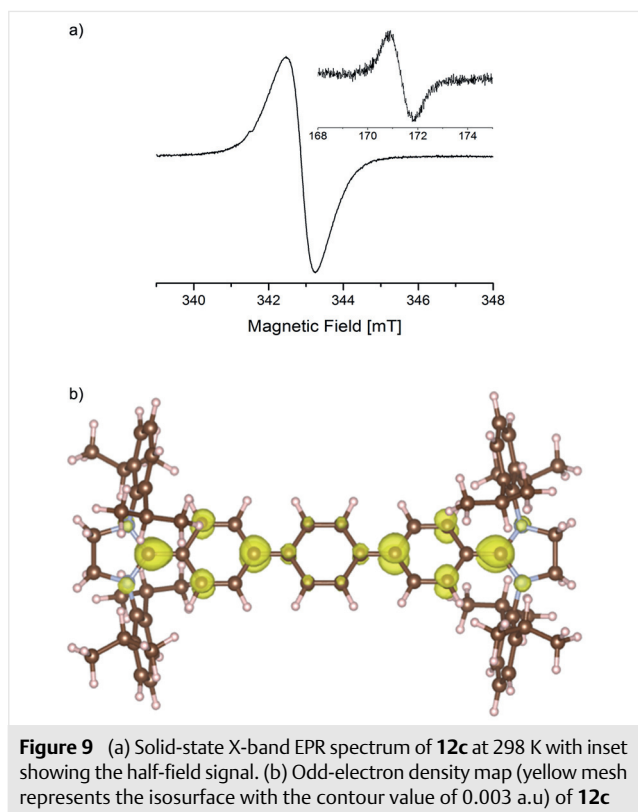 a)
168 170 172 174
340 342 344 346 348
Magnetic Field [mT]
b)
Figure 9 (a) Solid-state X-band EPR spectrum of 12c at 298 K with inset
showing the half-field signal. (b) Odd-electron density map (yellow mesh
represents the isosurface with the contour value of 0.003 a.u) of 12c